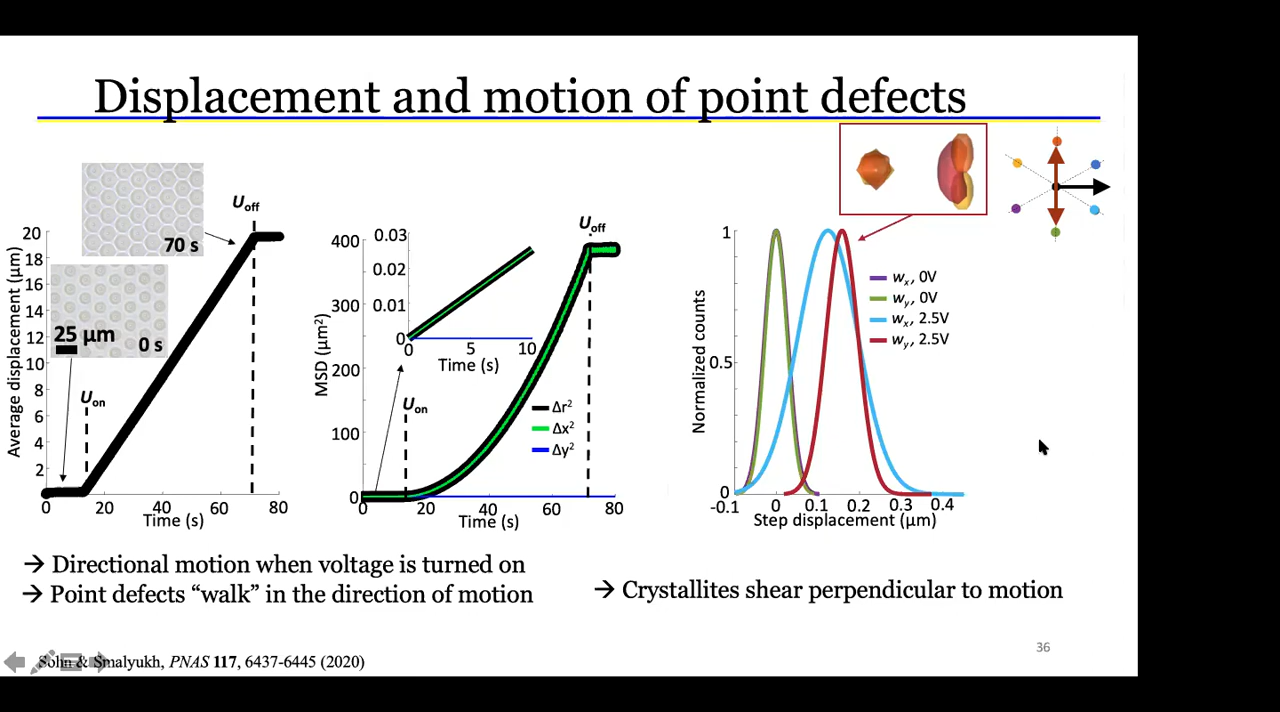 Displacement and motion of point defects
70 s
25 µm
0 s
U_on
U_off
Average displacement (µm)
20
18
16
14
12
10
8
6
4
2
0 20 40 60 80
Time (s)
MSD (µm²)
400
300
200
100
0
20 40 60 80
Time (s)
U_on
U_off
0.03
0.02
0.01
0
0 5 10
Time (s)
Δr²
Δx²
Δy²
Normalized counts
1
0.5
0
-0.1 0 0.1 0.2 0.3 0.4
Step displacement (µm)
w_x, 0V
w_y, 0V
w_x, 2.5V
w_y, 2.5V
→ Directional motion when voltage is turned on
→ Point defects “walk” in the direction of motion
→ Crystallites shear perpendicular to motion
Sohn & Smalyukh, PNAS 117, 6437-6445 (2020)
36